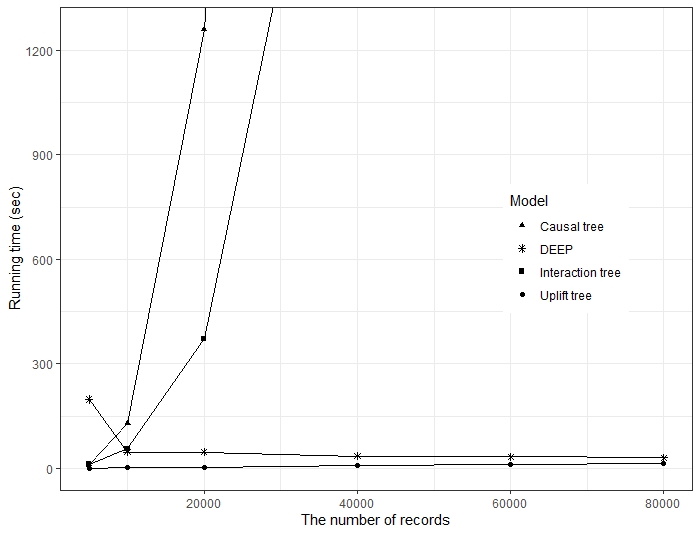 1200
900
600
300
0
Running time (sec)
20000
40000
60000
80000
The number of records
Model
Causal tree
DEEP
Interaction tree
Uplift tree